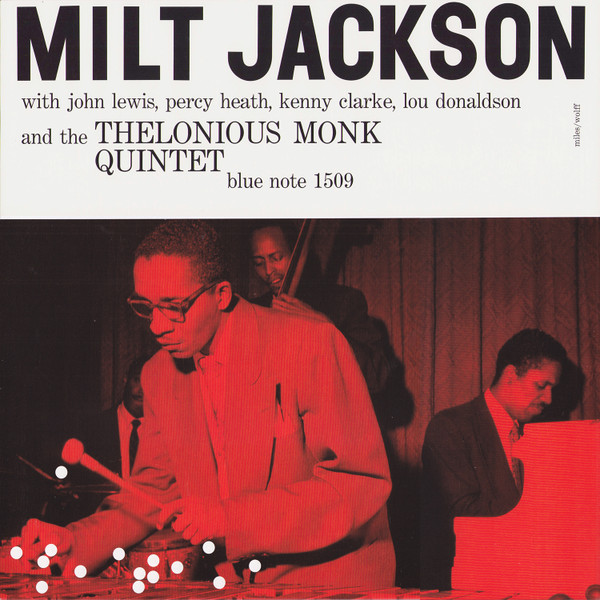 MILT JACKSON
with john lewis, percy heath, kenny clarke, lou donaldson
and the THELONIOUS MONK
QUINTET
blue note 1509
miles/wolff